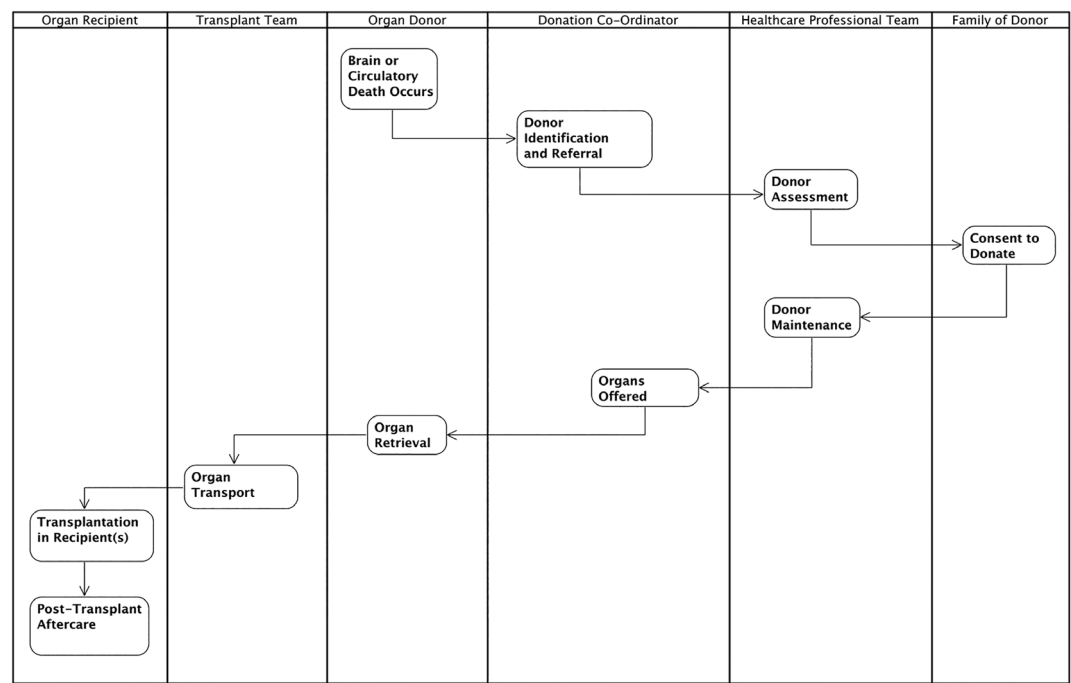 Organ Recipient
Transplant Team
Organ Donor
Donation Co-Ordinator
Healthcare Professional Team
Family of Donor
Brain or
Circulatory
Death Occurs
Donor
Identification
and Referral
Donor
Assessment
Consent to
Donate
Donor
Maintenance
Organs
Offered
Organ
Retrieval
Organ
Transport
Transplantation
in Recipient(s)
Post-Transplant
Aftercare